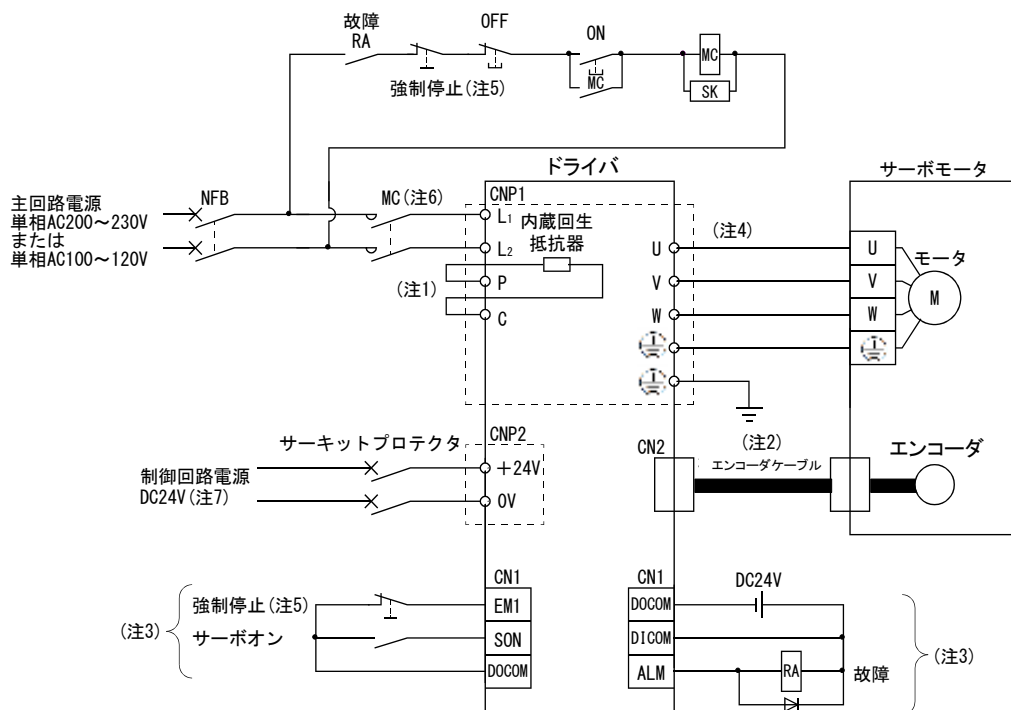 故障
RA
OFF
ON
MC
強制停止(注5)
MC
SK
ドライバ
サーボモータ
主回路電源
単相AC200～230V
または
単相AC100～120V
NFB
MC(注6)
CNP1
L1
内蔵回生
抵抗器
L2
(注1)
P
C
U
V
W
(注4)
U
V
W
モータ
M
サーキットプロテクタ
制御回路電源
DC24V(注7)
CNP2
+24V
0V
CN2
(注2)
エンコーダケーブル
エンコーダ
(注3)
強制停止(注5)
サーボオン
CN1
EM1
SON
DOCOM
CN1
DOCOM
DICOM
ALM
DC24V
RA
故障
(注3)